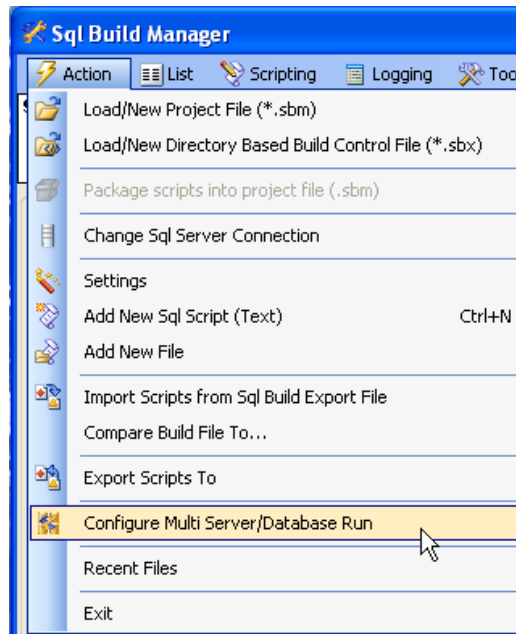 Sql Build Manager
Action List Scripting Logging Too
Load/New Project File (*.sbm)
Load/New Directory Based Build Control File (*.sbx)
Package scripts into project file (.sbm)
Change Sql Server Connection
Settings
Add New Sql Script (Text) Ctrl+N
Add New File
Import Scripts from Sql Build Export File
Compare Build File To...
Export Scripts To
Configure Multi Server/Database Run
Recent Files
Exit